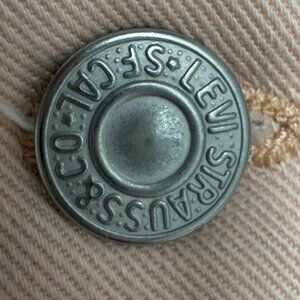 LEVI STRAUSS & CO
S.F. CAL